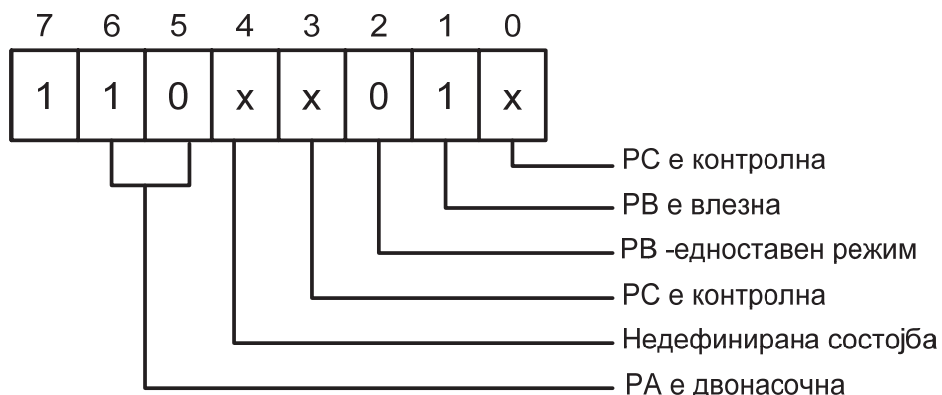 7 6 5 4 3 2 1 0
1 1 0 x x 0 1 x
PC е контролна
PB е влезна
PB -едноставен режим
PC е контролна
Недефинирана состојба
PA е двонасочна